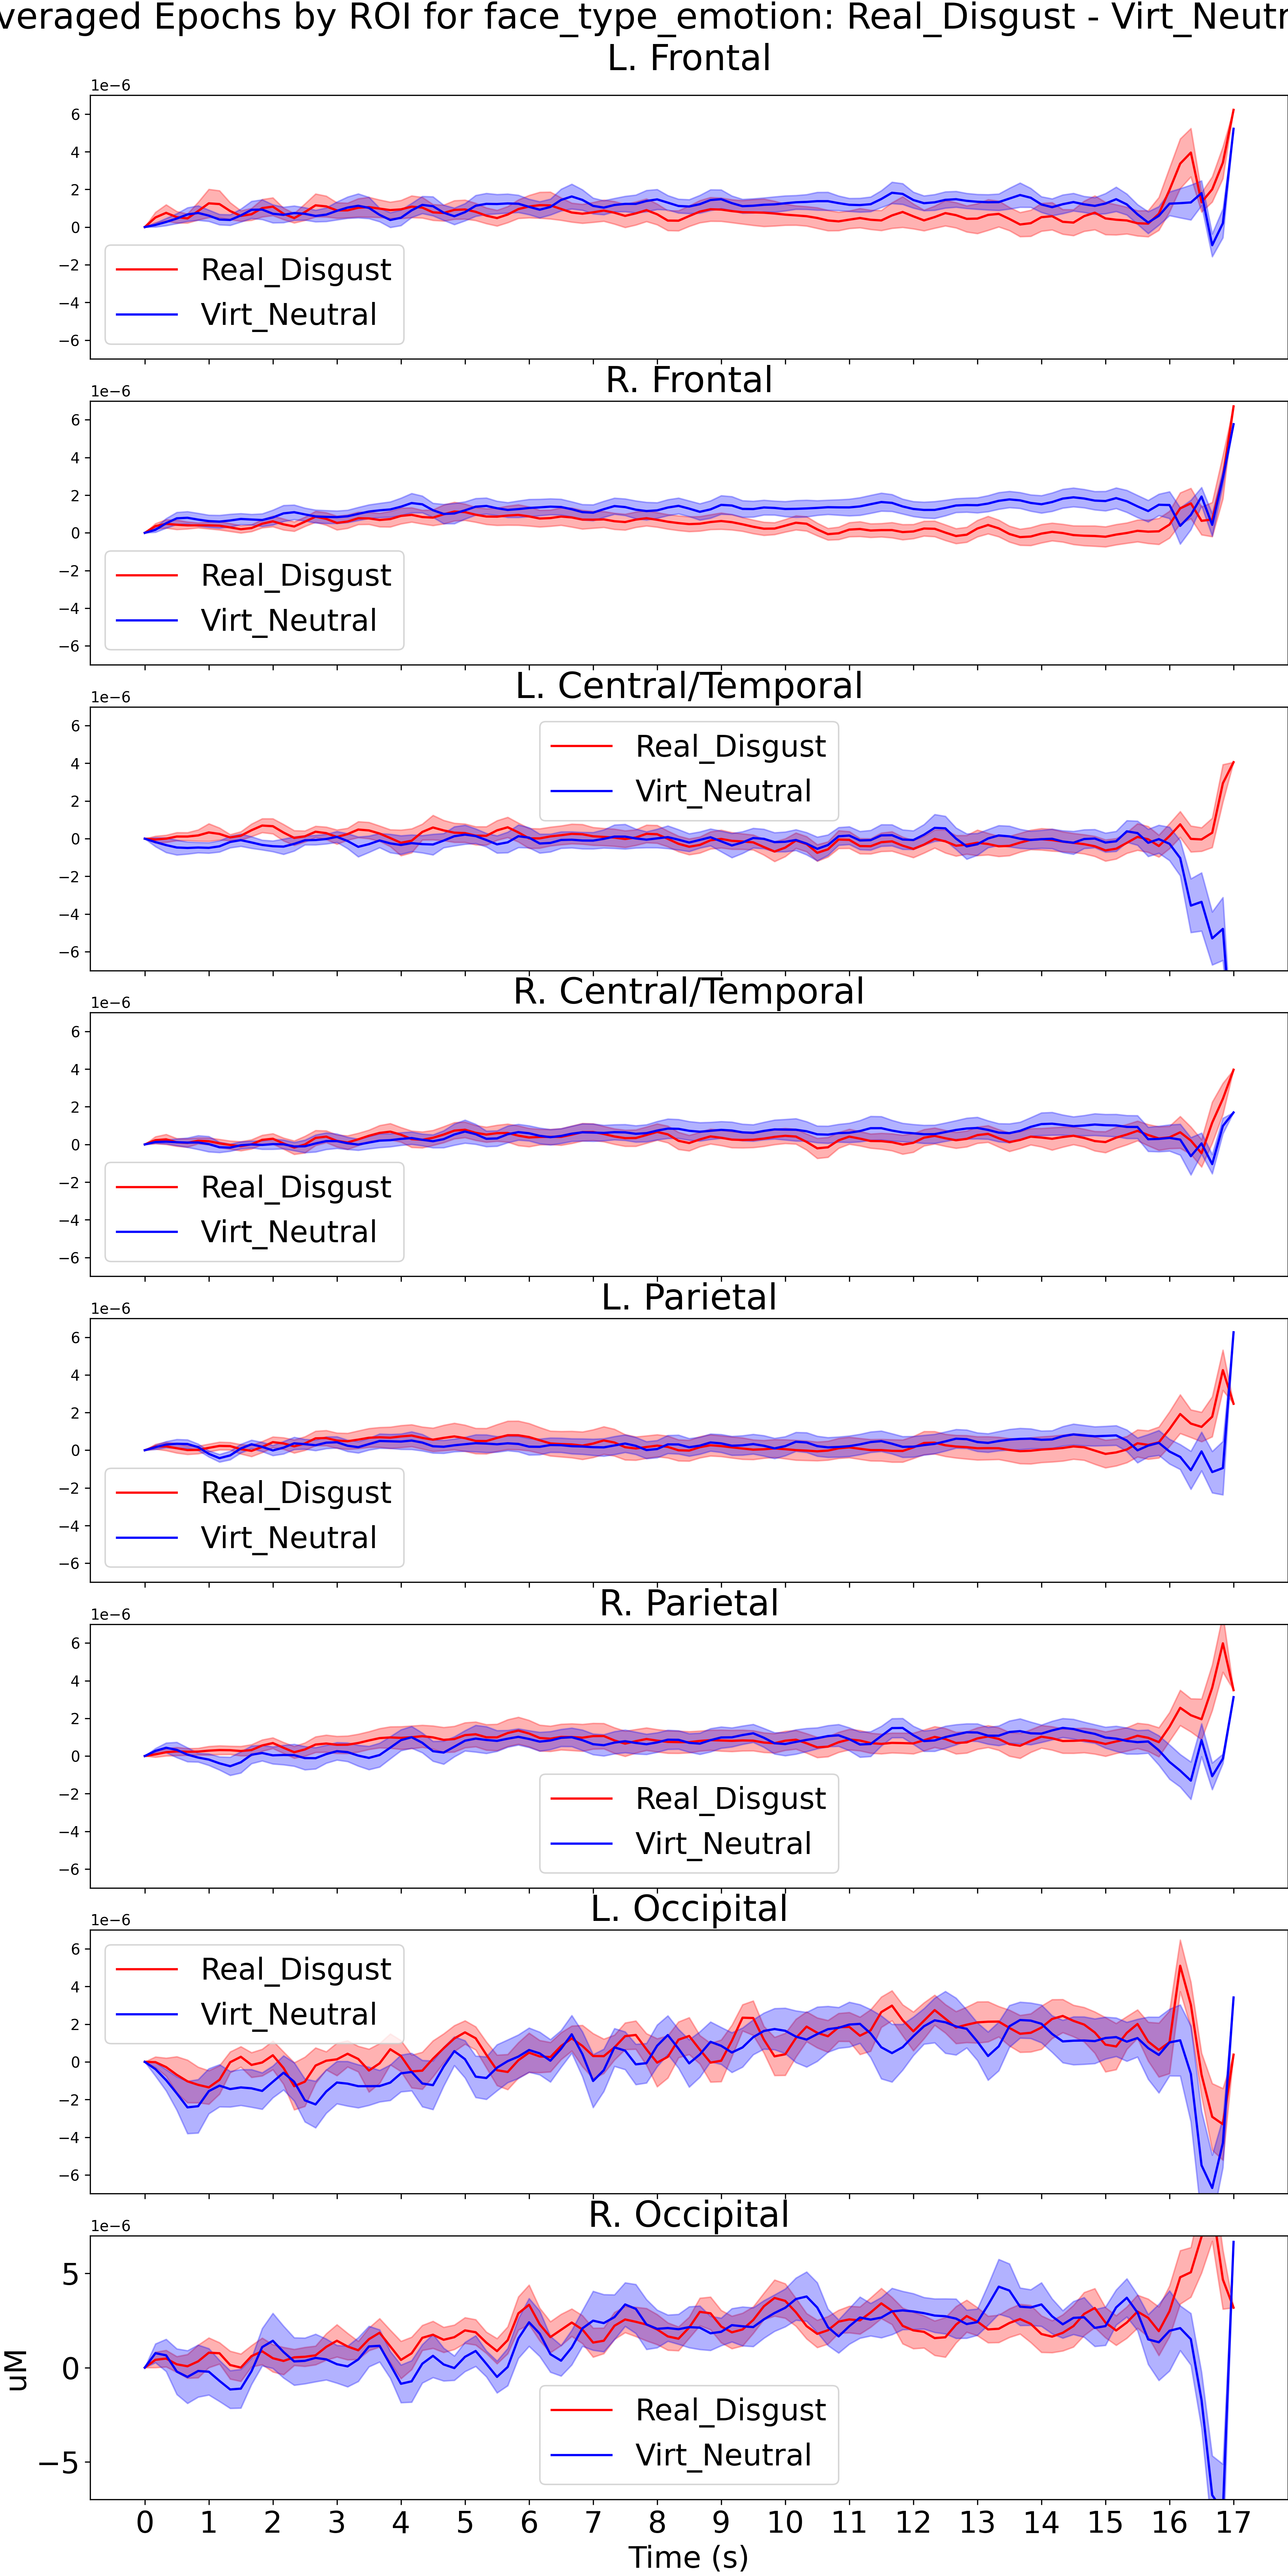 veraged Epochs by ROI for face_type_emotion: Real_Disgust - Virt_Neutr
L. Frontal
1e−6
6
4
2
0
−2
−4
−6
Real_Disgust
Virt_Neutral
R. Frontal
1e−6
6
4
2
0
−2
−4
−6
Real_Disgust
Virt_Neutral
L. Central/Temporal
1e−6
6
4
2
0
−2
−4
−6
Real_Disgust
Virt_Neutral
R. Central/Temporal
1e−6
6
4
2
0
−2
−4
−6
Real_Disgust
Virt_Neutral
L. Parietal
1e−6
6
4
2
0
−2
−4
−6
Real_Disgust
Virt_Neutral
R. Parietal
1e−6
6
4
2
0
−2
−4
−6
Real_Disgust
Virt_Neutral
L. Occipital
1e−6
6
4
2
0
−2
−4
−6
Real_Disgust
Virt_Neutral
R. Occipital
1e−6
5
0
−5
uM
Real_Disgust
Virt_Neutral
0 1 2 3 4 5 6 7 8 9 10 11 12 13 14 15 16 17
Time (s)